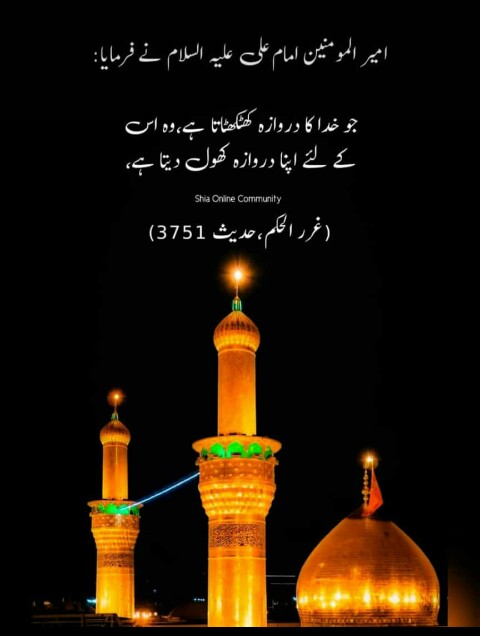 امیر المومنین امام علی علیہ السلام نے فرمایا:
جو خدا کا دروازہ کھٹکھٹاتا ہے،وہ اس
کے لئے اپنا دروازہ کھول دیتا ہے،
Shia Online Community
(غرر الحکم،حدیث 3751)